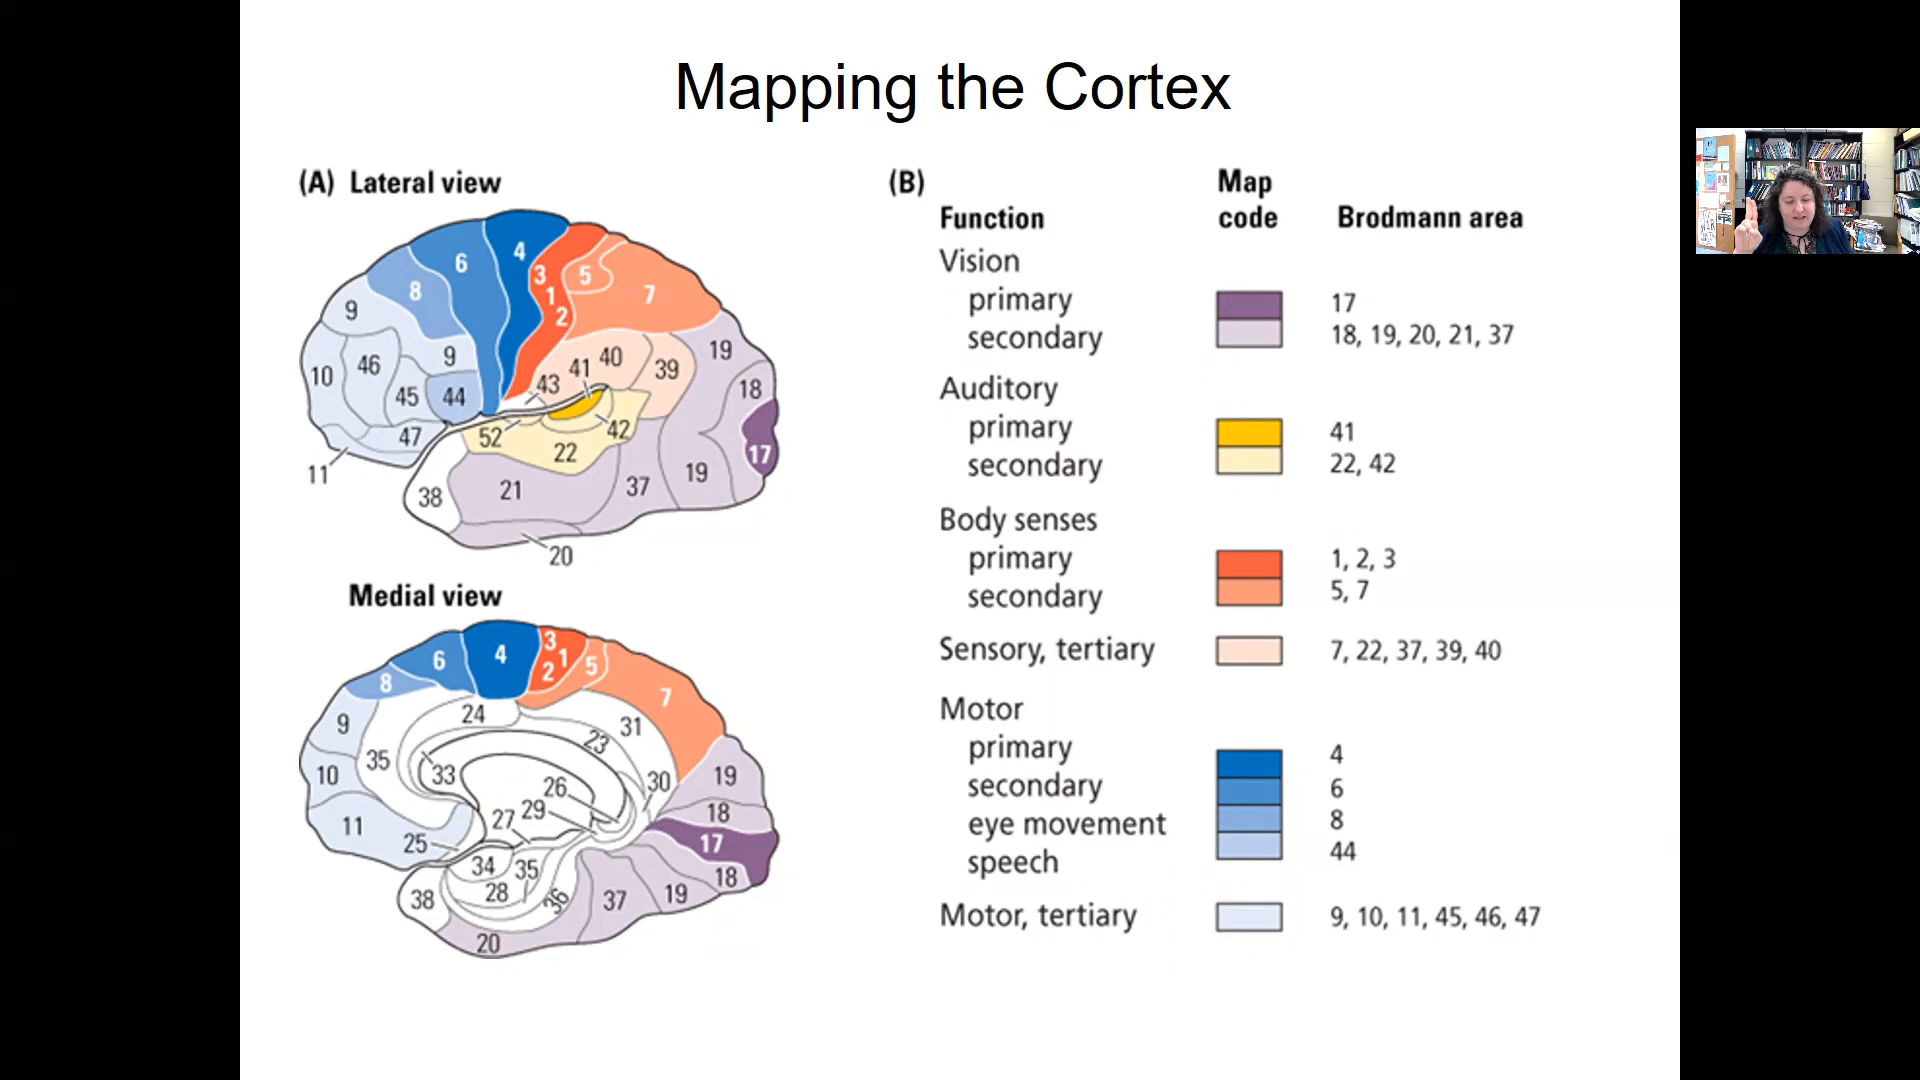 Mapping the Cortex
(A) Lateral view
4
6
3
5
8
1
7
9
2
19
40
46
9
41
39
10
43
18
45
44
42
47
52
22
17
11
19
37
21
38
20
Medial view
3
4
6
1
2
5
8
7
24
9
31
23
35
10
33
19
30
26
29
18
27
11
25
17
34
35
18
28
19
38
36
37
20
(B)
Map
Function code Brodmann area
Vision
primary 17
secondary 18, 19, 20, 21, 37
Auditory
primary 41
secondary 22, 42
Body senses
primary 1, 2, 3
secondary 5, 7
Sensory, tertiary 7, 22, 37, 39, 40
Motor
primary 4
secondary 6
eye movement 8
speech 44
Motor, tertiary 9, 10, 11, 45, 46, 47